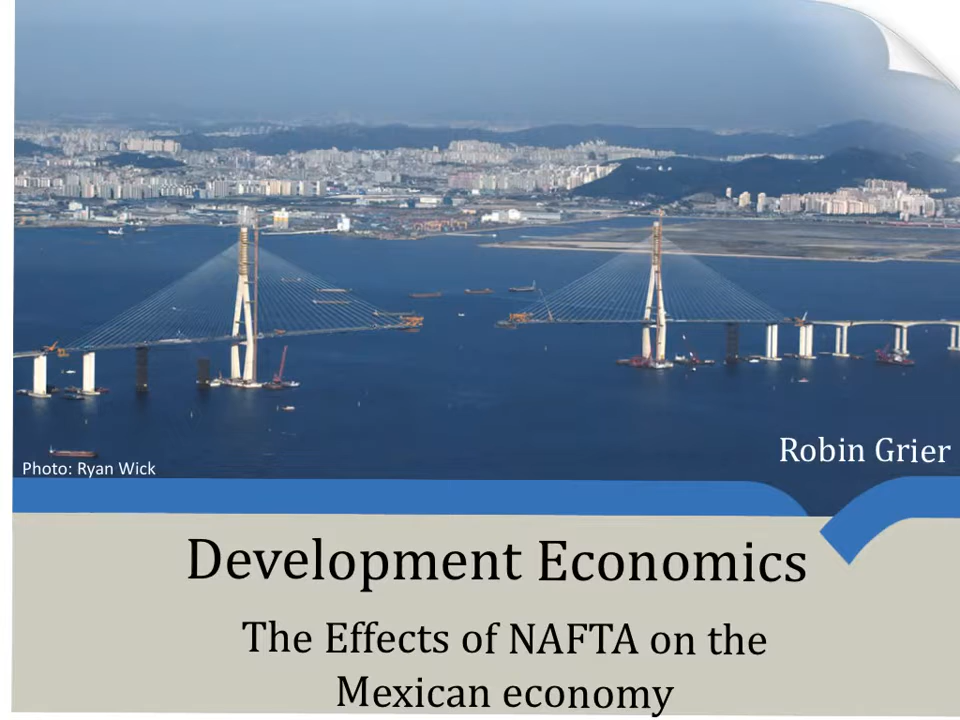 Robin Grier
Photo: Ryan Wick
Development Economics
The Effects of NAFTA on the
Mexican economy